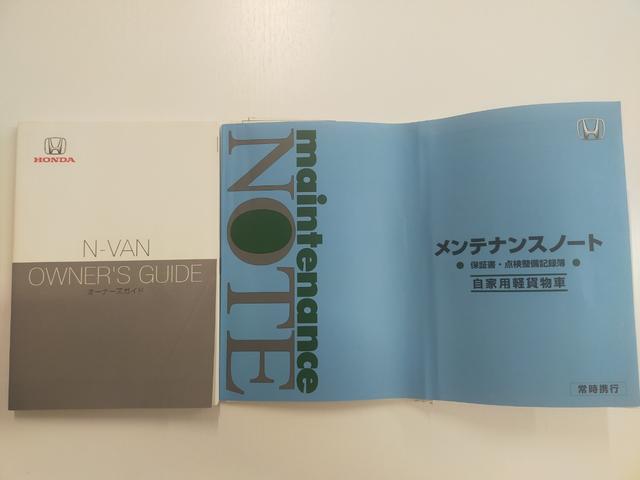 HONDA
N-VAN
OWNER'S GUIDE
オーナーズガイド
maintenance
NOTE
メンテナンスノート
● 保証書・点検整備記録簿 ●
自家用軽貨物車
常時携行